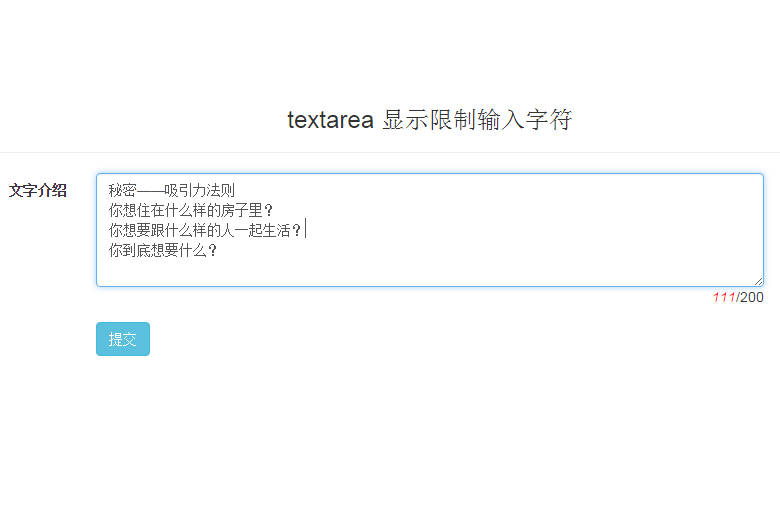 textarea 显示限制输入字符
文字介绍
秘密——吸引力法则
你想住在什么样的房子里？
你想要跟什么样的人一起生活？
你到底想要什么？
111/200
提交